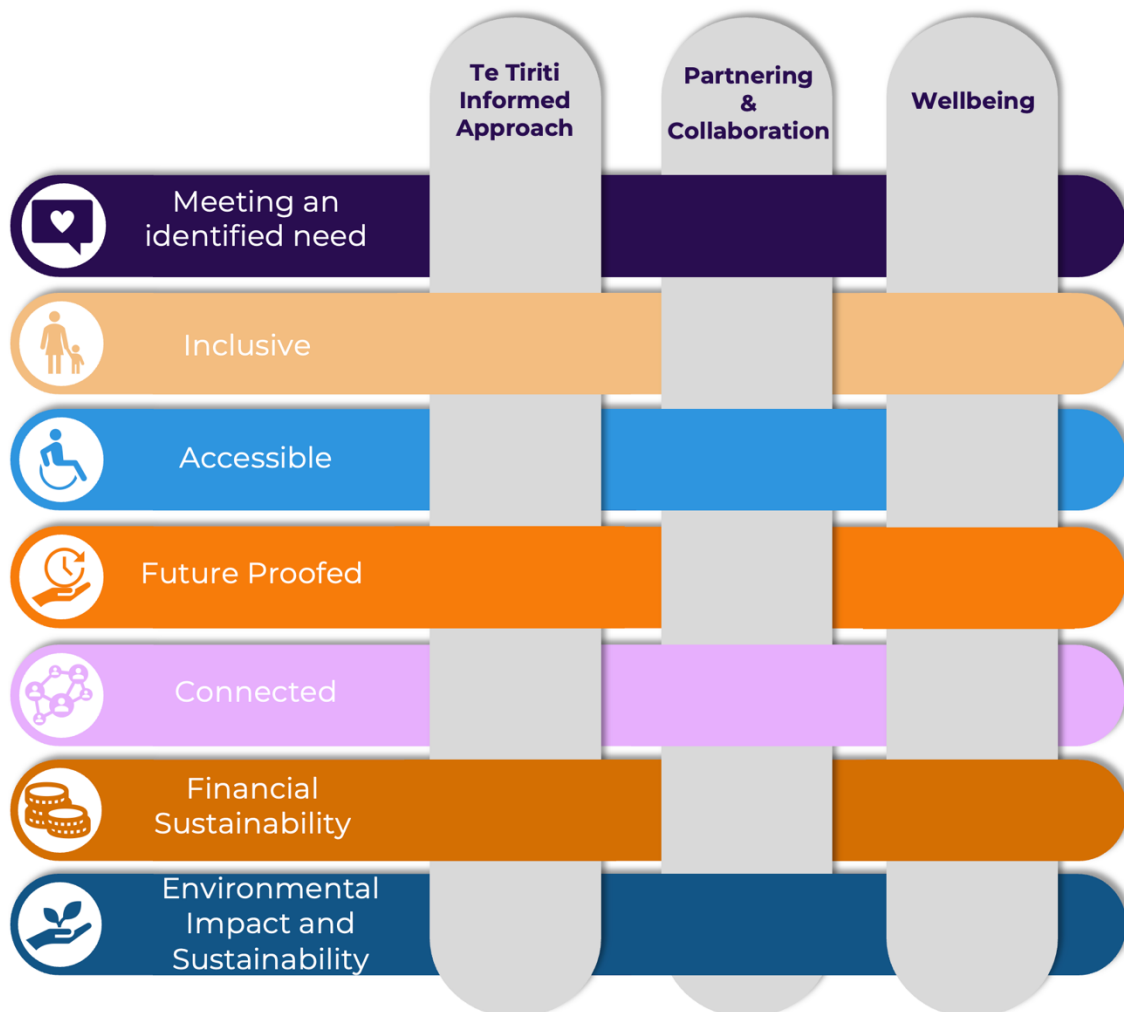 Te Tiriti
Informed
Approach
Partnering
&
Collaboration
Wellbeing
Meeting an
identified need
Inclusive
Accessible
Future Proofed
Connected
Financial
Sustainability
Environmental
Impact and
Sustainability